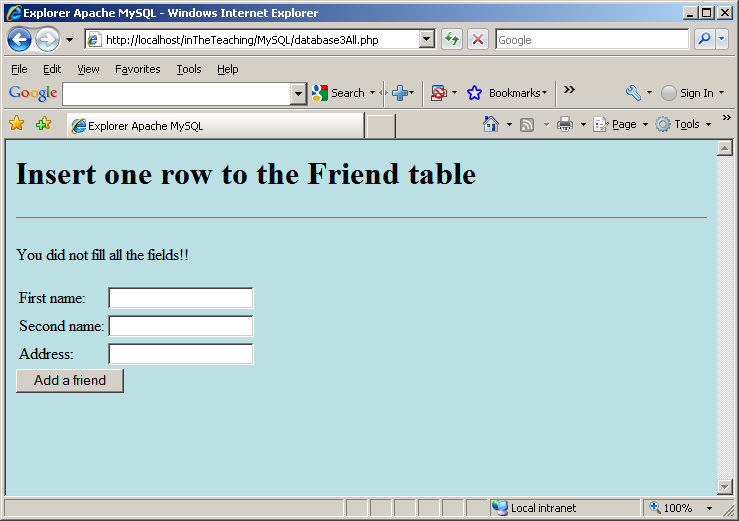 Explorer Apache MySQL - Windows Internet Explorer
http://localhost/inTheTeaching/MySQL/database3All.php
Google
File Edit View Favorites Tools Help
Google Search Bookmarks Sign In
Explorer Apache MySQL
Page Tools
Insert one row to the Friend table
You did not fill all the fields!!
First name:
Second name:
Address:
Add a friend
Local intranet 100%